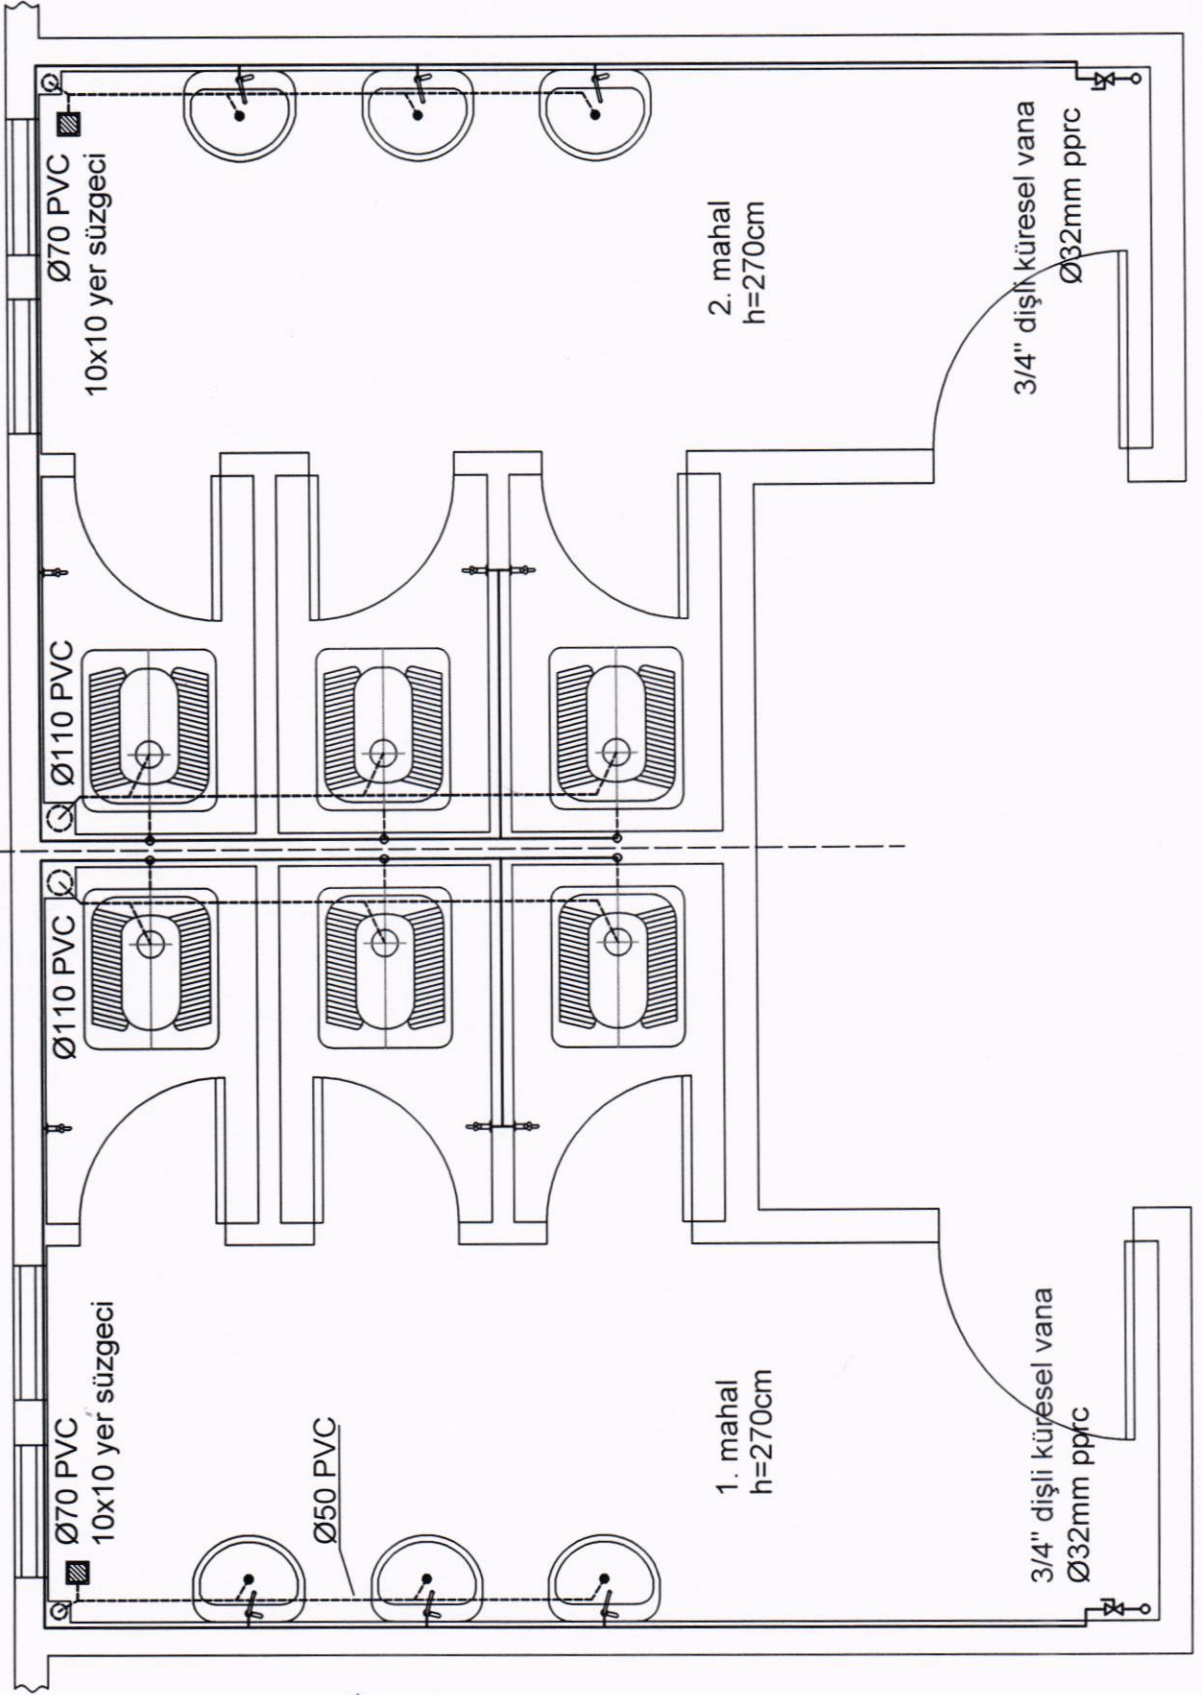 Ø70 PVC
10x10 yer süzgeci
Ø50 PVC
1. mahal
h=270cm
3/4" dişli küresel vana
Ø32mm pprc
Ø110 PVC
Ø110 PVC
Ø70 PVC
10x10 yer süzgeci
2. mahal
h=270cm
3/4" dişli küresel vana
Ø32mm pprc